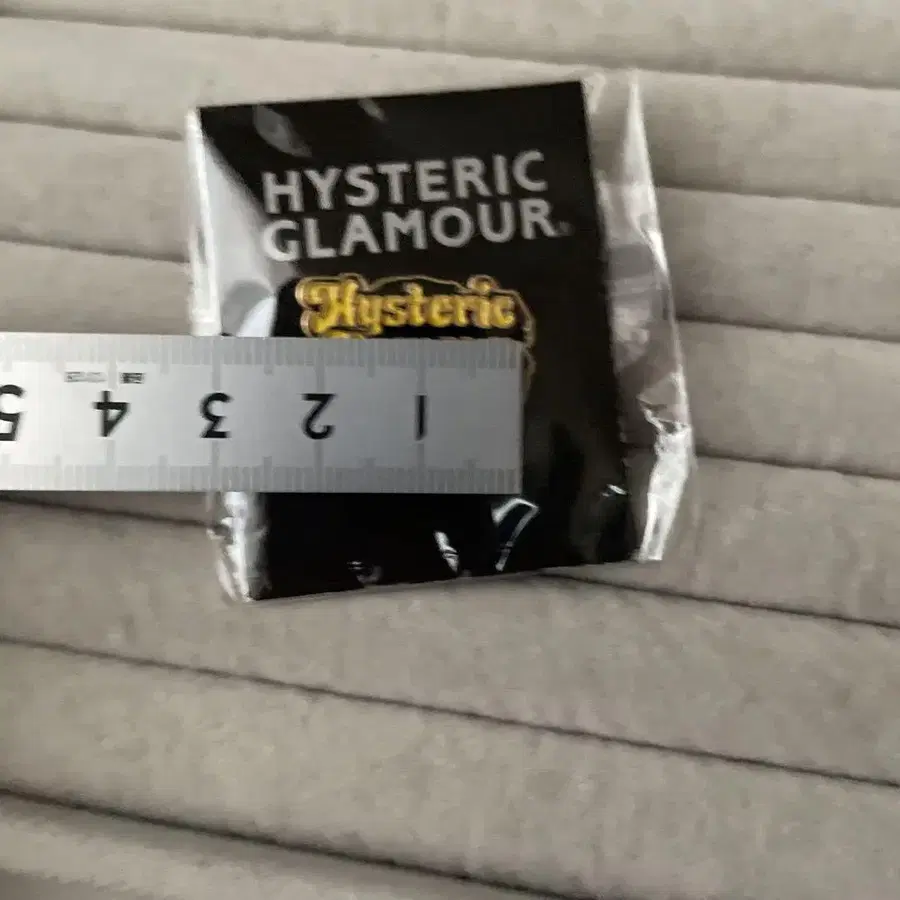 HYSTERIC
GLAMOUR
Hysteric
5 4 3 2 1